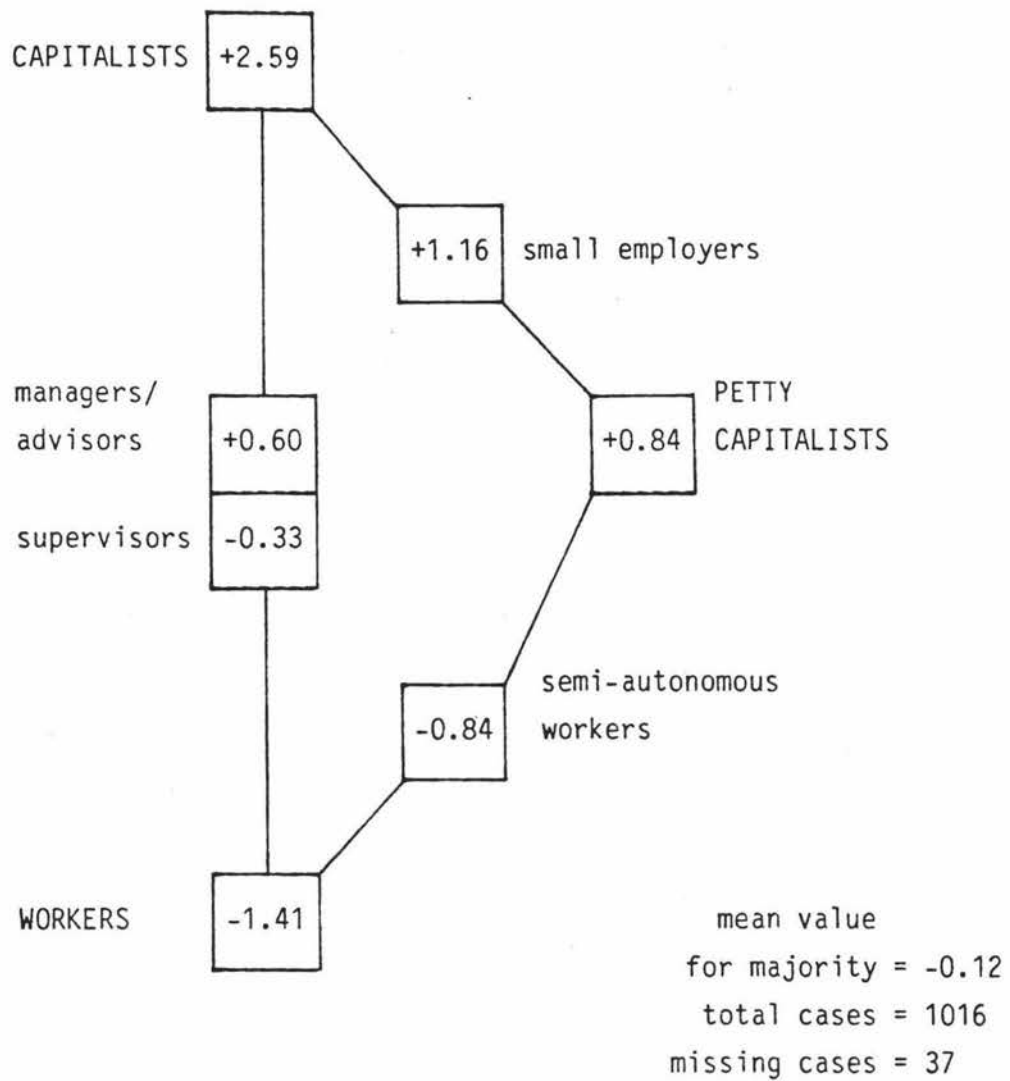 CAPITALISTS +2.59
+1.16 small employers
managers/
advisors +0.60
PETTY
+0.84 CAPITALISTS
supervisors -0.33
semi-autonomous
-0.84 workers
WORKERS -1.41
mean value
for majority = -0.12
total cases = 1016
missing cases = 37